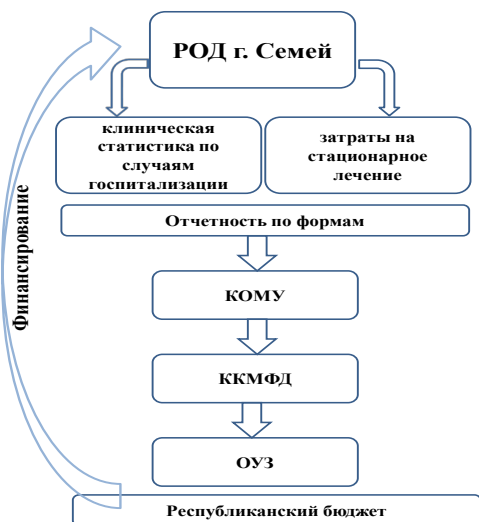 РОД г. Семей
клиническая
статистика по
случаям
госпитализации
затраты на
стационарное
лечение
Отчетность по формам
КОМУ
ККМФД
ОУЗ
Республиканский бюджет
Финансирование